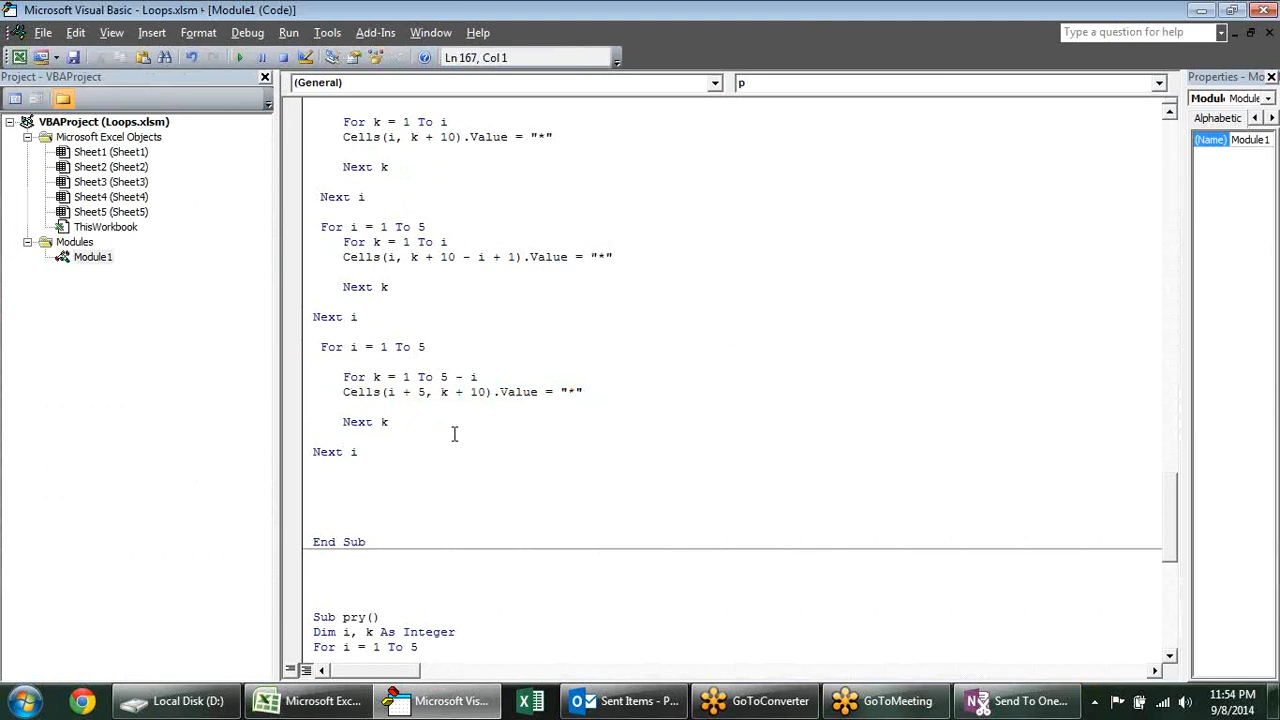 Microsoft Visual Basic - Loops.xlsm - [Module1 (Code)]
File Edit View Insert Format Debug Run Tools Add-Ins Window Help
Type a question for help
Ln 167, Col 1
Project - VBAProject
(General)
p
Properties - Mo
VBAProject (Loops.xlsm)
Microsoft Excel Objects
Sheet1 (Sheet1)
Sheet2 (Sheet2)
Sheet3 (Sheet3)
Sheet4 (Sheet4)
Sheet5 (Sheet5)
ThisWorkbook
Modules
Module1
For k = 1 To i
Cells(i, k + 10).Value = "*"
Next k
Next i
For i = 1 To 5
For k = 1 To i
Cells(i, k + 10 - i + 1).Value = "*"
Next k
Next i
For i = 1 To 5
For k = 1 To 5 - i
Cells(i + 5, k + 10).Value = "*"
Next k
Next i
End Sub
Sub pry()
Dim i, k As Integer
For i = 1 To 5
Modul Module
Alphabetic
(Name) Module1
Local Disk (D:)
Microsoft Exc...
Microsoft Vis...
Sent Items - P...
GoToConverter
GoToMeeting
Send To One...
11:54 PM
9/8/2014